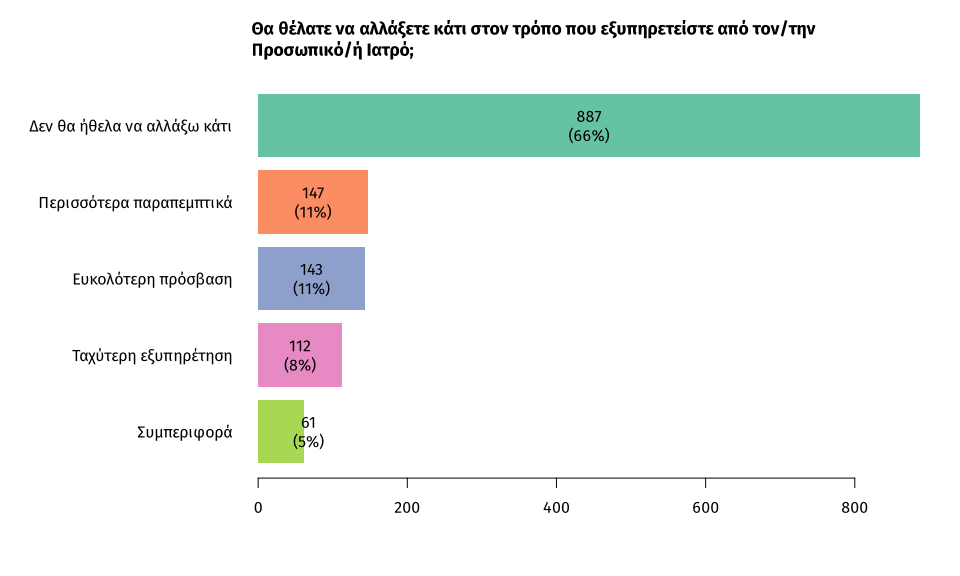 Θα θέλατε να αλλάξετε κάτι στον τρόπο που εξυπηρετείστε από τον/την
Προσωπικό/ή Ιατρό;
Δεν θα ήθελα να αλλάξω κάτι
887
(66%)
Περισσότερα παραπεμπτικά
147
(11%)
Ευκολότερη πρόσβαση
143
(11%)
Ταχύτερη εξυπηρέτηση
112
(8%)
Συμπεριφορά
61
(5%)
0 200 400 600 800